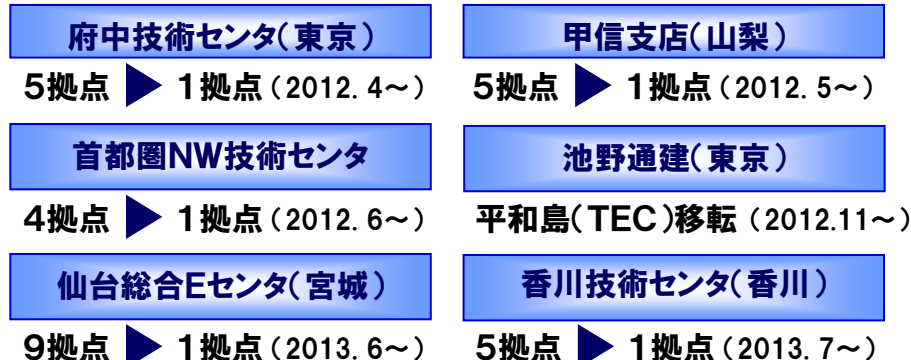 府中技術センタ（東京）
5拠点 ▶ 1拠点（2012.4～）
甲信支店（山梨）
5拠点 ▶ 1拠点（2012.5～）
首都圏NW技術センタ
4拠点 ▶ 1拠点（2012.6～）
池野通建（東京）
平和島（TEC）移転（2012.11～）
仙台総合Eセンタ（宮城）
9拠点 ▶ 1拠点（2013.6～）
香川技術センタ（香川）
5拠点 ▶ 1拠点（2013.7～）